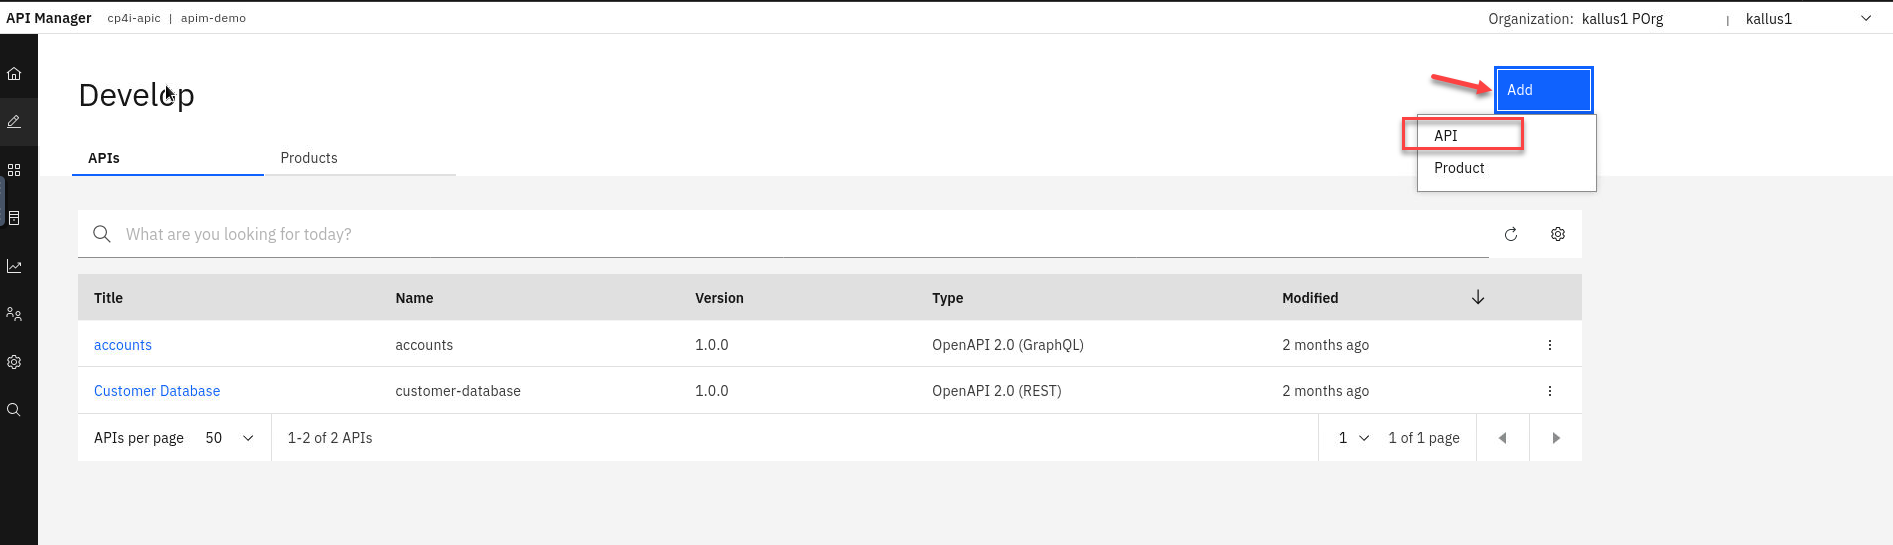 API Manager cp4i-apic | apim-demo Organization: kallus1 POrg | kallus1
Develop
Add
API
Product
APIs Products
What are you looking for today?
Title Name Version Type Modified
accounts accounts 1.0.0 OpenAPI 2.0 (GraphQL) 2 months ago
Customer Database customer-database 1.0.0 OpenAPI 2.0 (REST) 2 months ago
APIs per page 50 1-2 of 2 APIs 1 1 of 1 page